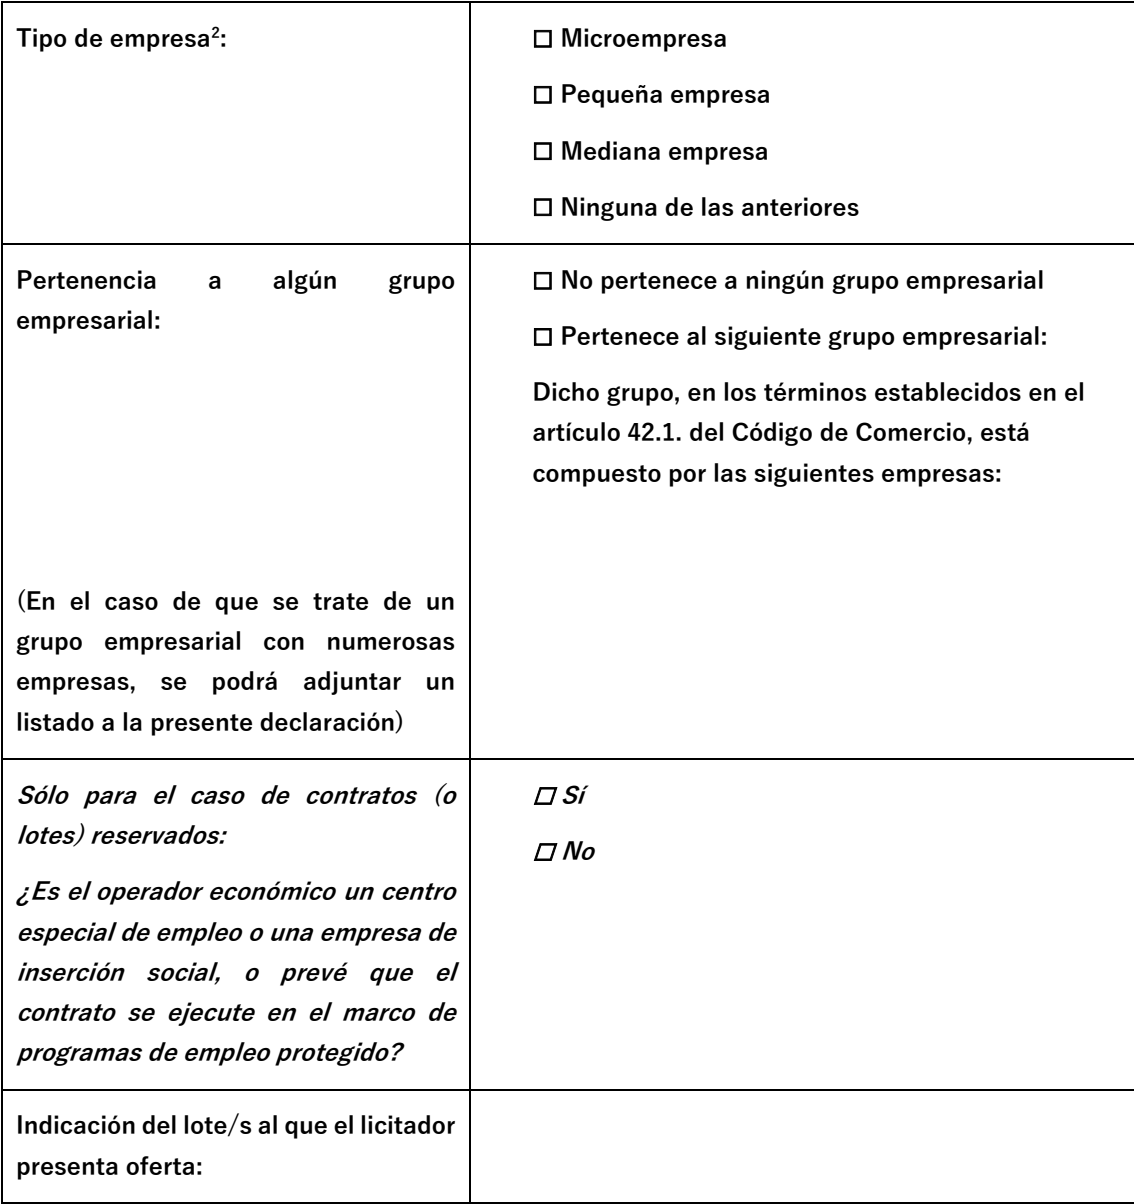 Tipo de empresa²:
☐ Microempresa
☐ Pequeña empresa
☐ Mediana empresa
☐ Ninguna de las anteriores
Pertenencia a algún grupo
empresarial:
(En el caso de que se trate de un
grupo empresarial con numerosas
empresas, se podrá adjuntar un
listado a la presente declaración)
☐ No pertenece a ningún grupo empresarial
☐ Pertenece al siguiente grupo empresarial:
Dicho grupo, en los términos establecidos en el
artículo 42.1. del Código de Comercio, está
compuesto por las siguientes empresas:
Sólo para el caso de contratos (o
lotes) reservados:
¿Es el operador económico un centro
especial de empleo o una empresa de
inserción social, o prevé que el
contrato se ejecute en el marco de
programas de empleo protegido?
☐ Sí
☐ No
Indicación del lote/s al que el licitador
presenta oferta: